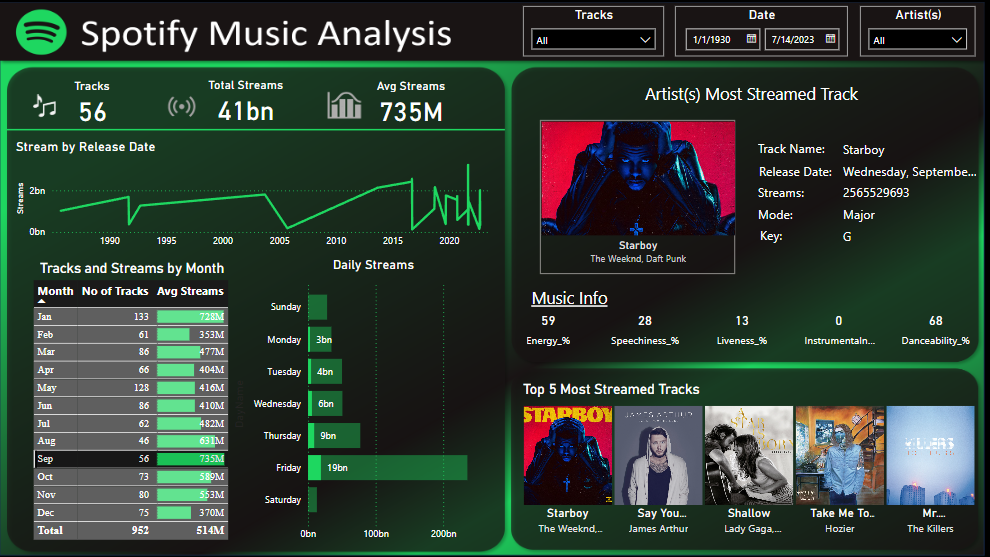 Spotify Music Analysis
Tracks
All
Date
1/1/1930 7/14/2023
Artist(s)
All
Tracks
56
Total Streams
41bn
Avg Streams
735M
Stream by Release Date
Streams
2bn
0bn
1990 1995 2000 2005 2010 2015 2020
Tracks and Streams by Month
Month No of Tracks Avg Streams
Jan 133 728M
Feb 61 353M
Mar 86 477M
Apr 66 404M
May 128 416M
Jun 86 410M
Jul 62 482M
Aug 46 631M
Sep 56 735M
Oct 73 589M
Nov 80 553M
Dec 75 370M
Total 952 514M
Daily Streams
Sunday
Monday 3bn
Tuesday 4bn
Wednesday 6bn
Thursday 9bn
Friday 19bn
Saturday
0bn 100bn 200bn
Artist(s) Most Streamed Track
Starboy
The Weeknd, Daft Punk
Track Name: Starboy
Release Date: Wednesday, Septembe...
Streams: 2565529693
Mode: Major
Key: G
Music Info
59 28 13 0 68
Energy_% Speechiness_% Liveness_% Instrumentaln... Danceability_%
Top 5 Most Streamed Tracks
STARBOY
JAMES ARTHUR
KILLERS
Starboy Say You... Shallow Take Me To.. Mr....
The Weeknd,.. James Arthur Lady Gaga,... Hozier The Killers